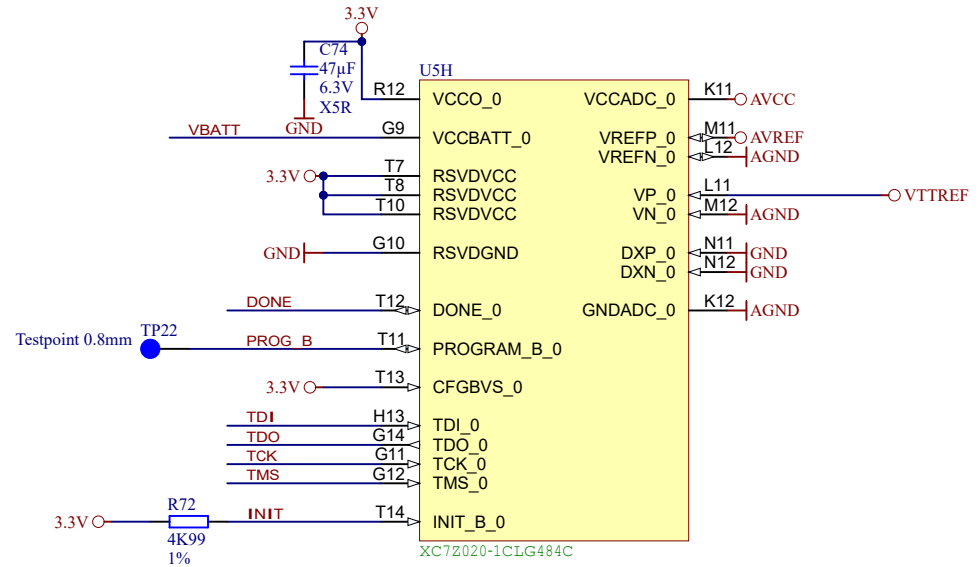 3.3V
C74
47µF
6.3V
X5R
GND
U5H
R12 VCCO_0 VCCADC_0 K11 AVCC
VBATT G9 VCCBATT_0 VREFP_0 M11 AVREF
VREFN_0 L12 AGND
3.3V T7 RSVDVCC
T8 RSVDVCC VP_0 L11 VTTREF
T10 RSVDVCC VN_0 M12 AGND
GND G10 RSVDGND DXP_0 N11 GND
DXN_0 N12 GND
DONE T12 DONE_0 GNDADC_0 K12 AGND
Testpoint 0.8mm TP22 PROG_B T11 PROGRAM_B_0
3.3V T13 CFGBVS_0
TDI H13 TDI_0
TDO G14 TDO_0
TCK G11 TCK_0
TMS G12 TMS_0
R72
3.3V INIT T14 INIT_B_0
4K99
1%
XC7Z020-1CLG484C